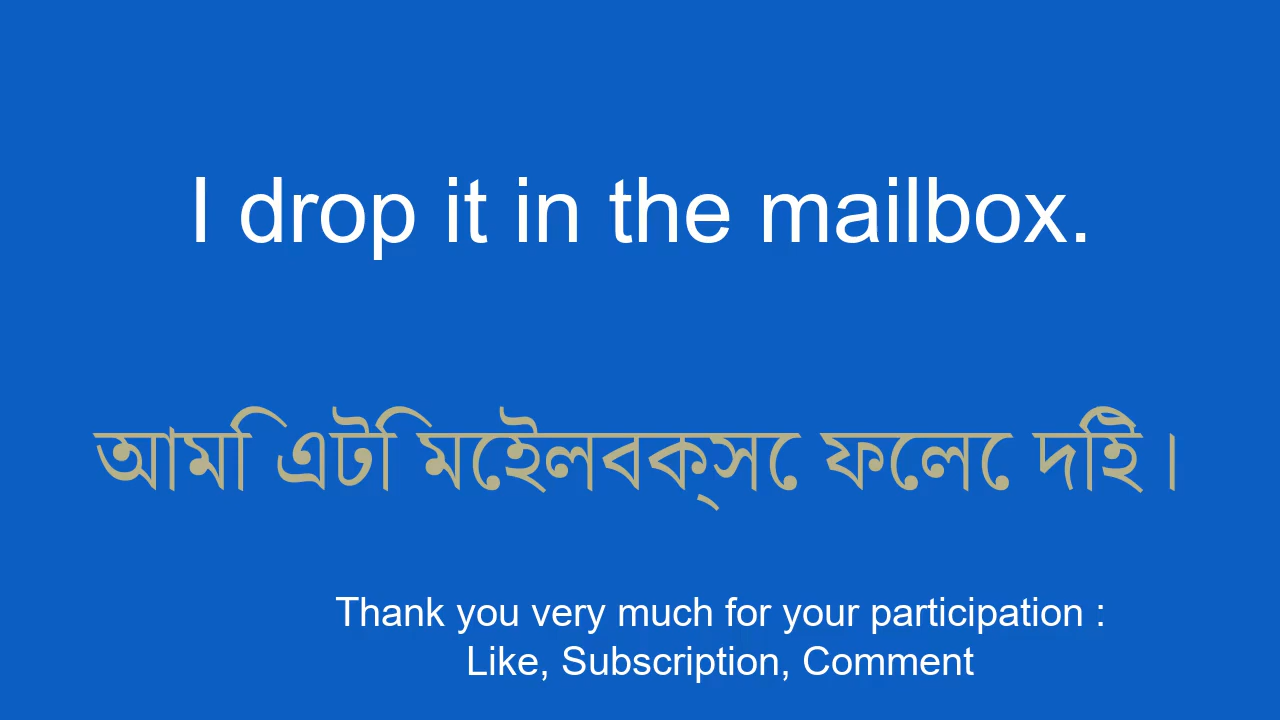 I drop it in the mailbox.
আমি এটি মেইলবক্সে ফেলে দিই।
Thank you very much for your participation :
Like, Subscription, Comment